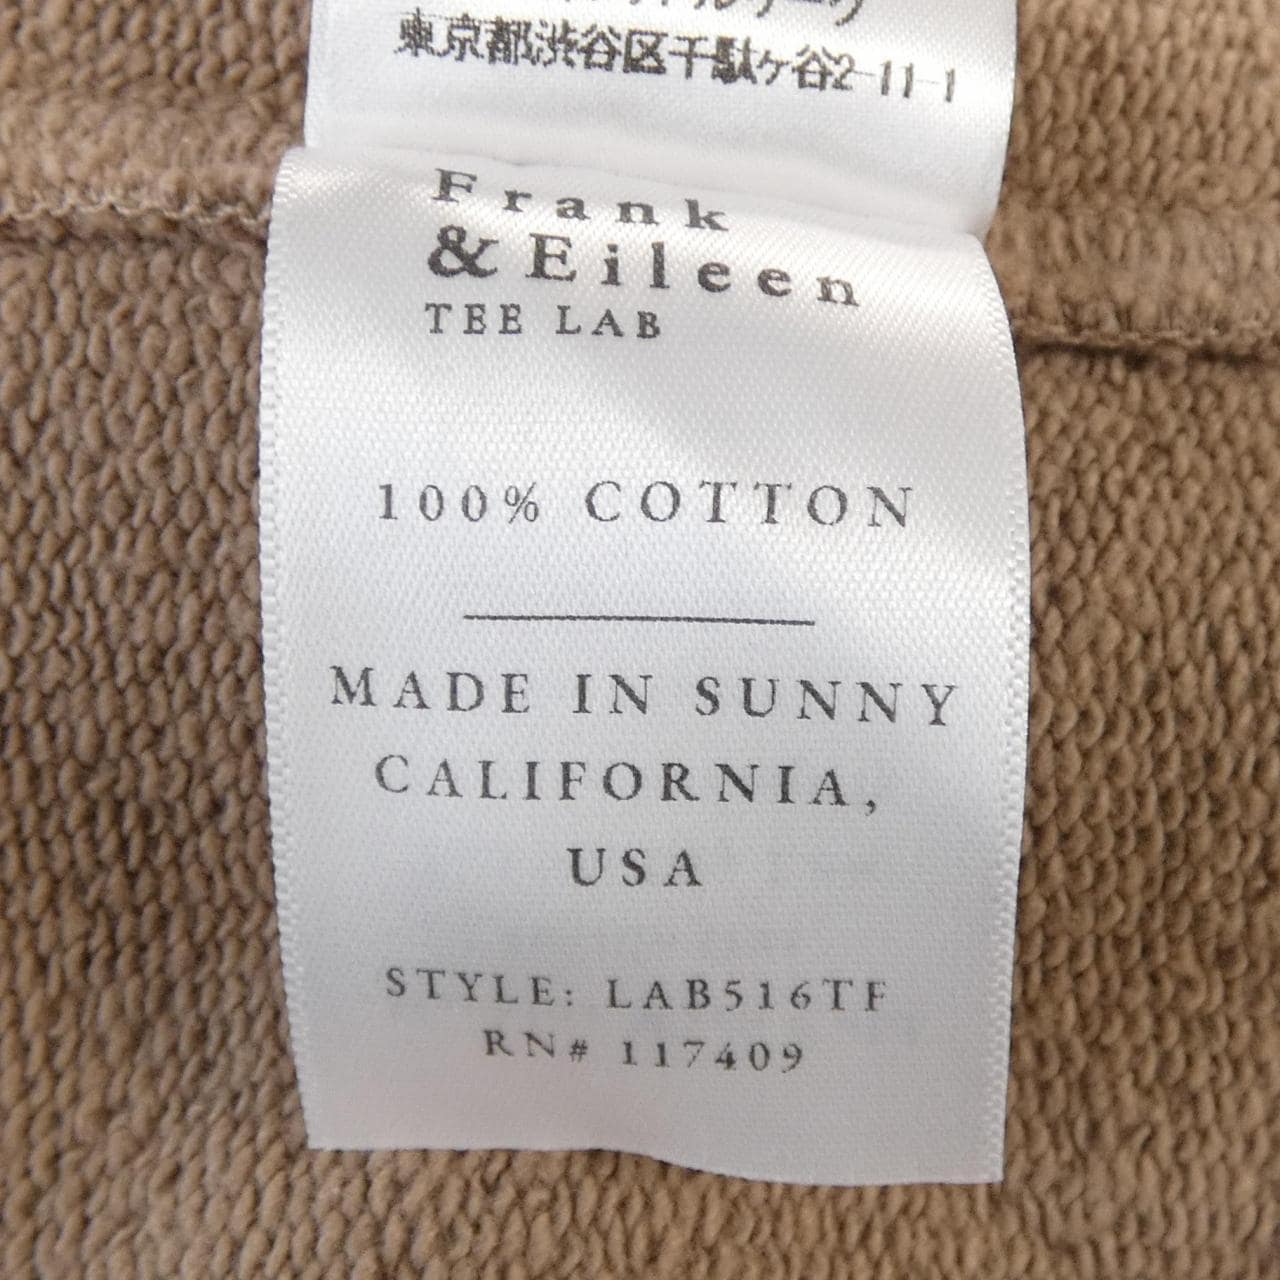 東京都渋谷区千駄ヶ谷2-11-1
Frank
& Eileen
TEE LAB
100% COTTON
MADE IN SUNNY
CALIFORNIA,
USA
STYLE: LAB516TF
RN# 117409